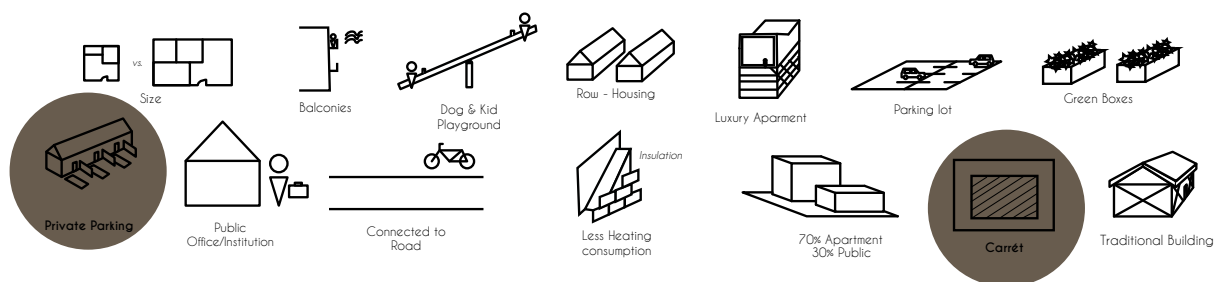 vs.
Size
Balconies
Dog & Kid
Playground
Row - Housing
Luxury Aparment
Parking lot
Green Boxes
Private Parking
Public
Office/Institution
Connected to
Road
Insulation
Less Heating
consumption
70% Apartment
30% Public
Carrét
Traditional Building